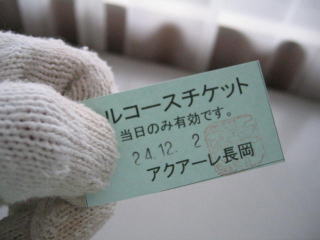 ルコースチケット
当日のみ有効です。
24.12. 2
アクアーレ長岡